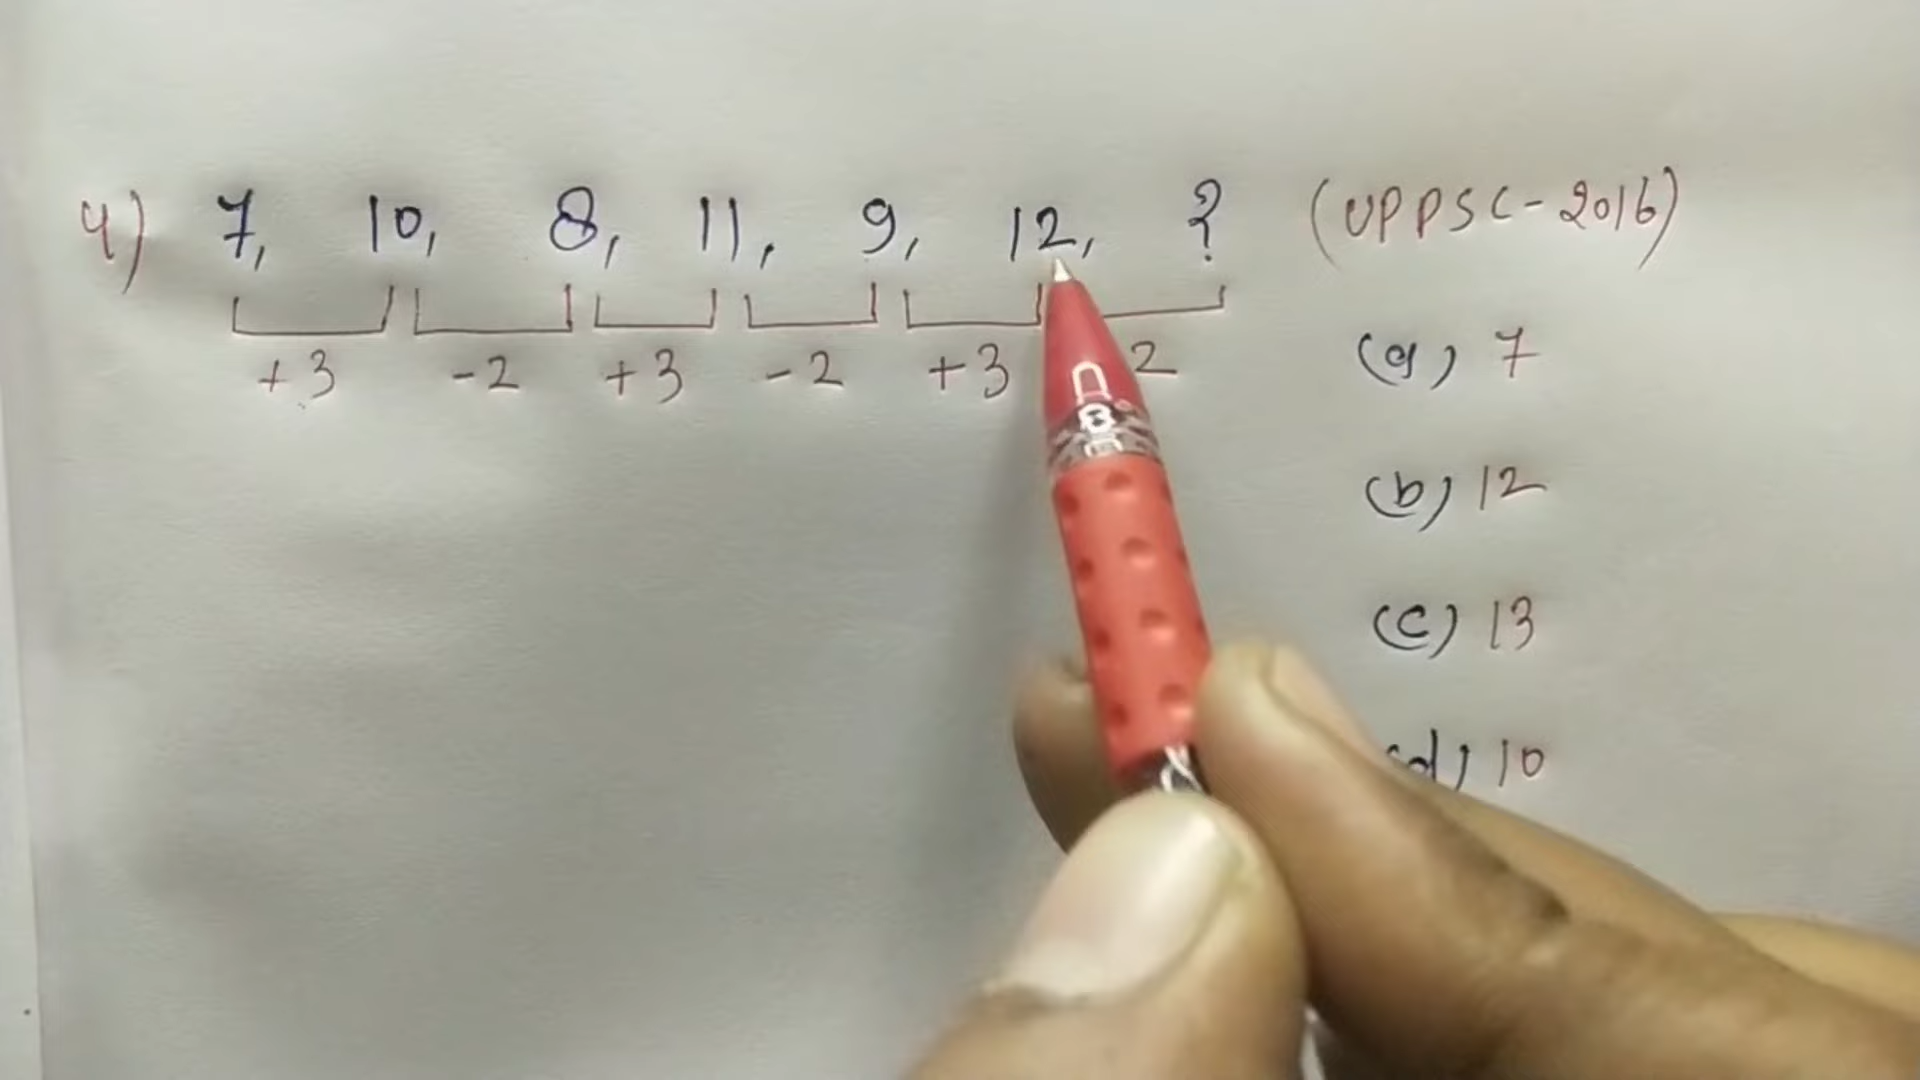 4) 7, 10, 8, 11, 9, 12, ? (UPPSC-2016)
+3 -2 +3 -2 +3 2
(a) 7
(b) 12
(c) 13
(d) 10